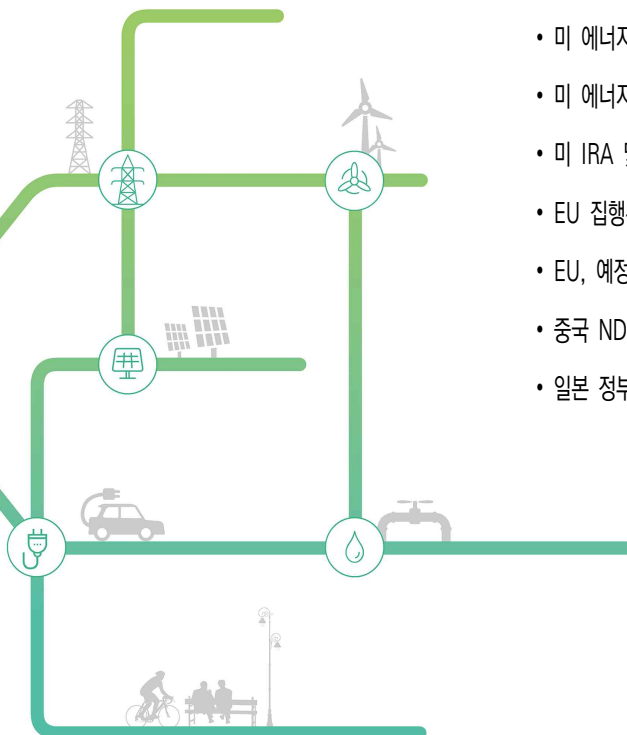 • 미 에너지
• 미 에너지
• 미 IRA 및
• EU 집행
• EU, 예정
• 중국 ND
• 일본 정부